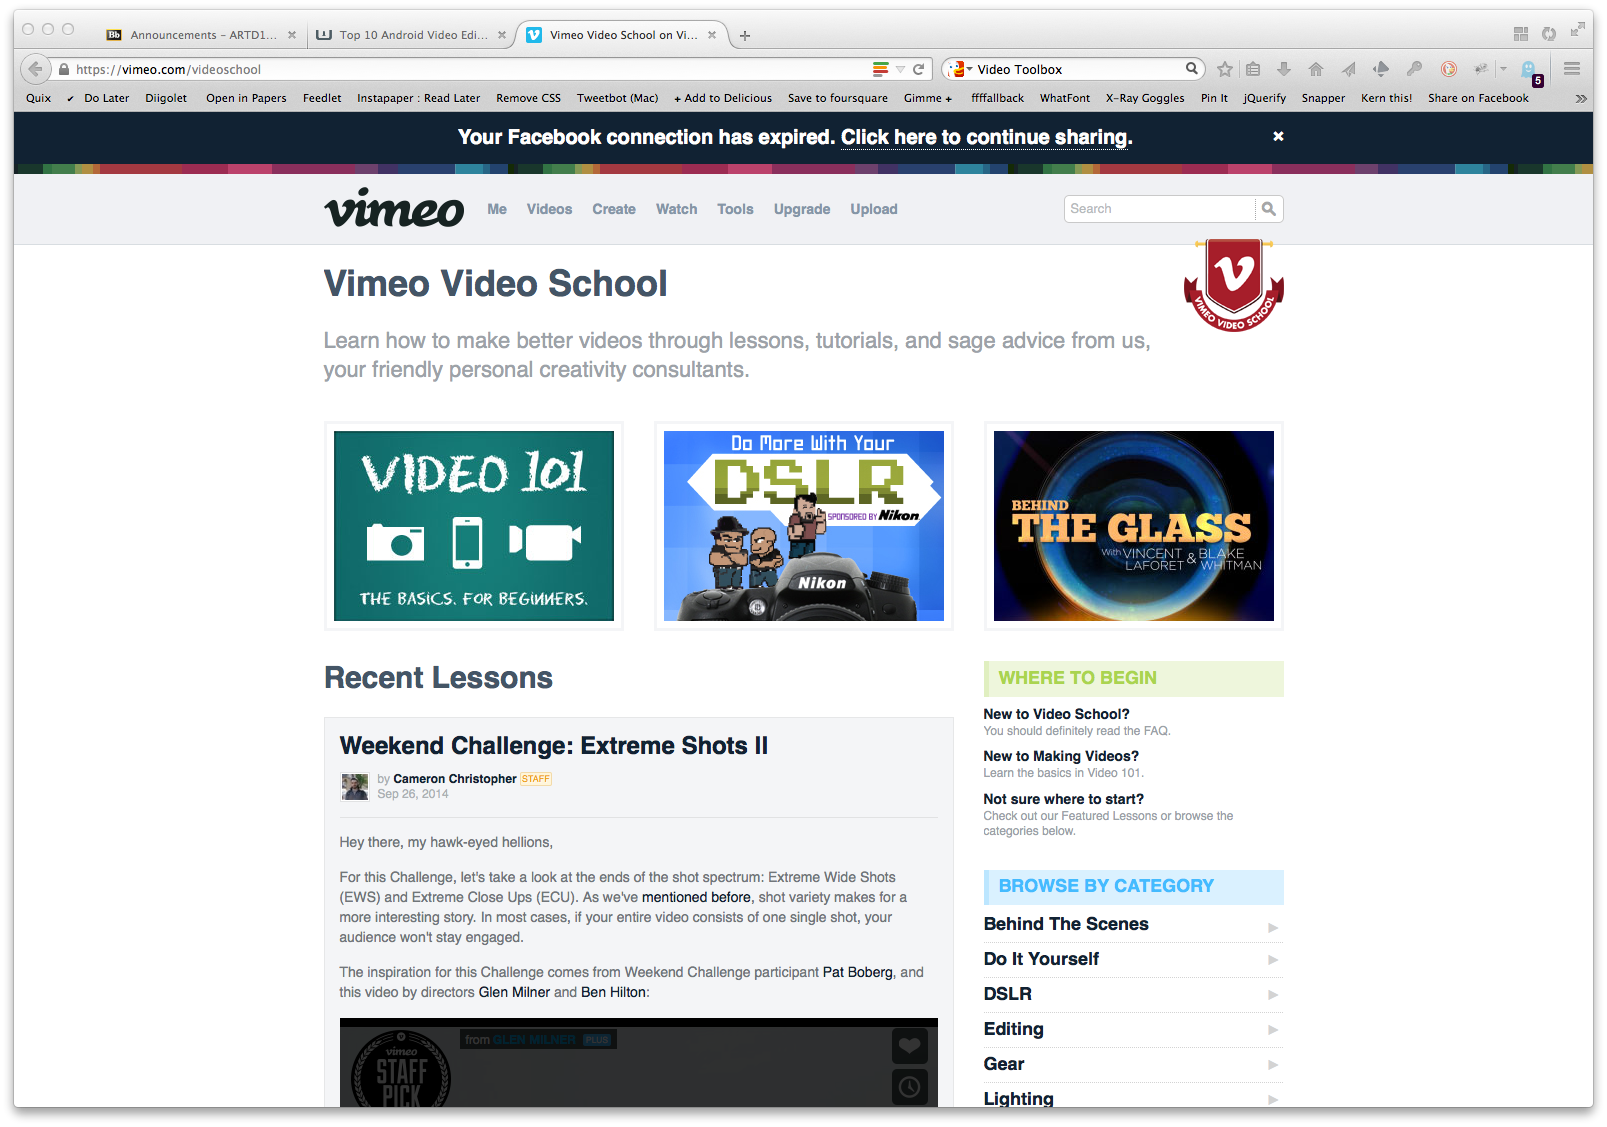 Bb Announcements – ARTD1...
Top 10 Android Video Edi...
Vimeo Video School on Vi...
https://vimeo.com/videoschool
Video Toolbox
5
Quix ✔ Do Later Diigolet Open in Papers Feedlet Instapaper : Read Later Remove CSS Tweetbot (Mac) + Add to Delicious Save to foursquare Gimme + ffffallback WhatFont X-Ray Goggles Pin It jQuerify Snapper Kern this! Share on Facebook
Your Facebook connection has expired. Click here to continue sharing.
vimeo Me Videos Create Watch Tools Upgrade Upload Search
Vimeo Video School
VIMEO VIDEO SCHOOL
Learn how to make better videos through lessons, tutorials, and sage advice from us,
your friendly personal creativity consultants.
VIDEO 101
THE BASICS. FOR BEGINNERS.
Do More With Your
DSLR
SPONSORED BY Nikon
Nikon
BEHIND
THE GLASS
With VINCENT LAFORET & BLAKE WHITMAN
Recent Lessons
Weekend Challenge: Extreme Shots II
by Cameron Christopher STAFF
Sep 26, 2014
Hey there, my hawk-eyed hellions,
For this Challenge, let's take a look at the ends of the shot spectrum: Extreme Wide Shots
(EWS) and Extreme Close Ups (ECU). As we've mentioned before, shot variety makes for a
more interesting story. In most cases, if your entire video consists of one single shot, your
audience won't stay engaged.
The inspiration for this Challenge comes from Weekend Challenge participant Pat Boberg, and
this video by directors Glen Milner and Ben Hilton:
vimeo
STAFF
PICK
from GLEN MILNER PLUS
WHERE TO BEGIN
New to Video School?
You should definitely read the FAQ.
New to Making Videos?
Learn the basics in Video 101.
Not sure where to start?
Check out our Featured Lessons or browse the
categories below.
BROWSE BY CATEGORY
Behind The Scenes
Do It Yourself
DSLR
Editing
Gear
Lighting